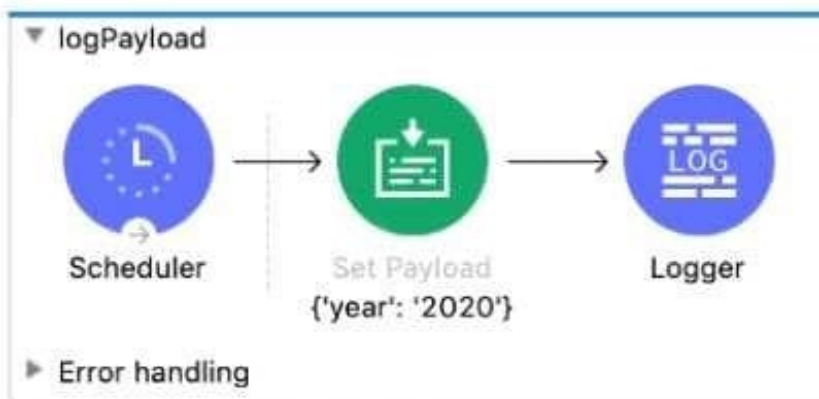 logPayload
LOG
Scheduler
Set Payload
Logger
{'year': '2020'}
Error handling